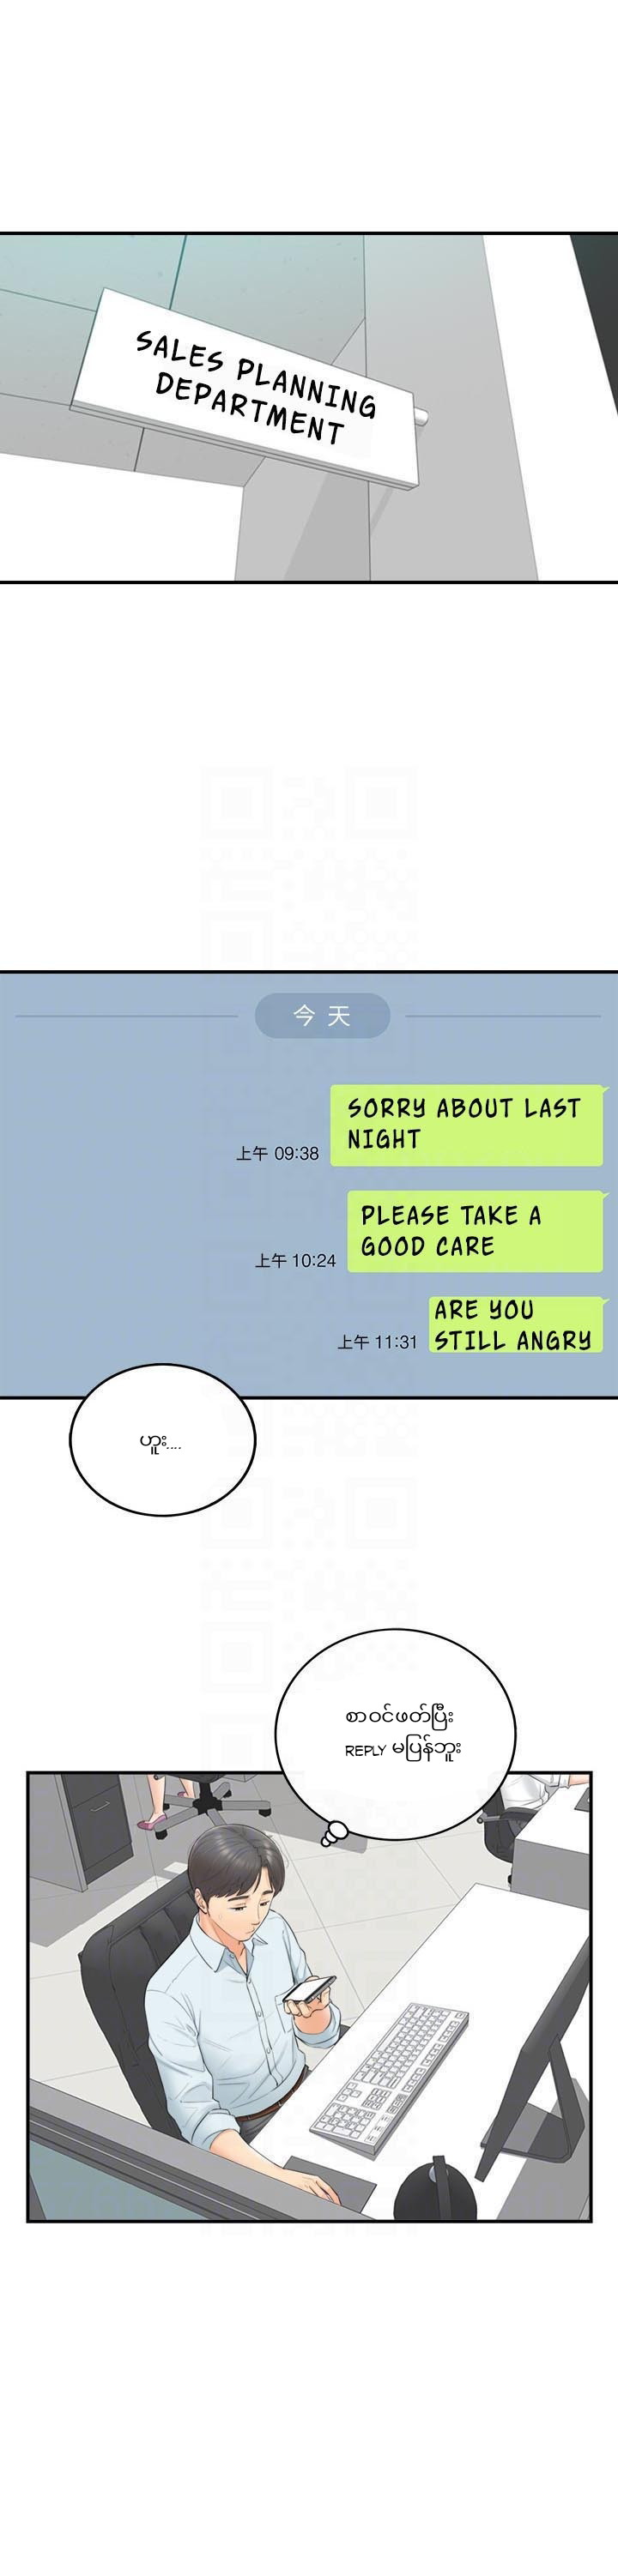 SALES PLANNING
DEPARTMENT
今天
SORRY ABOUT LAST
NIGHT
上午 09:38
PLEASE TAKE A
GOOD CARE
上午 10:24
ARE YOU
STILL ANGRY
上午 11:31
ဟူး....
စာဝင်ဖတ်ပြီး
REPLY မပြန်ဘူး